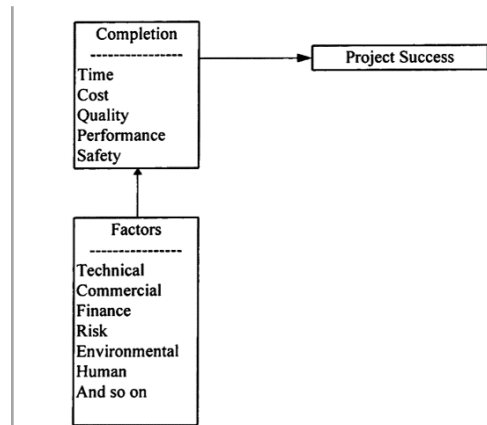 Completion
---------------
Time
Cost
Quality
Performance
Safety
Project Success
Factors
---------------
Technical
Commercial
Finance
Risk
Environmental
Human
And so on